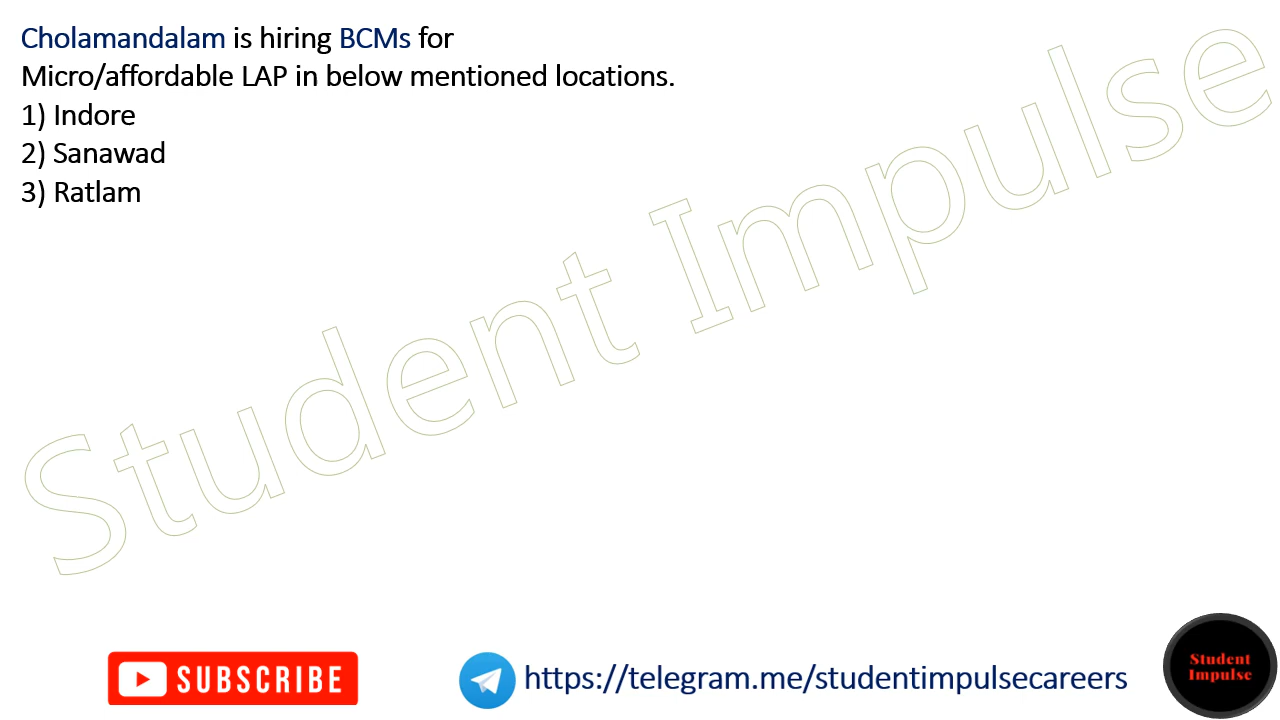 Cholamandalam is hiring BCMs for
Micro/affordable LAP in below mentioned locations.
1) Indore
2) Sanawad
3) Ratlam
Student Impulse
SUBSCRIBE
https://telegram.me/studentimpulsecareers
Student
Impulse